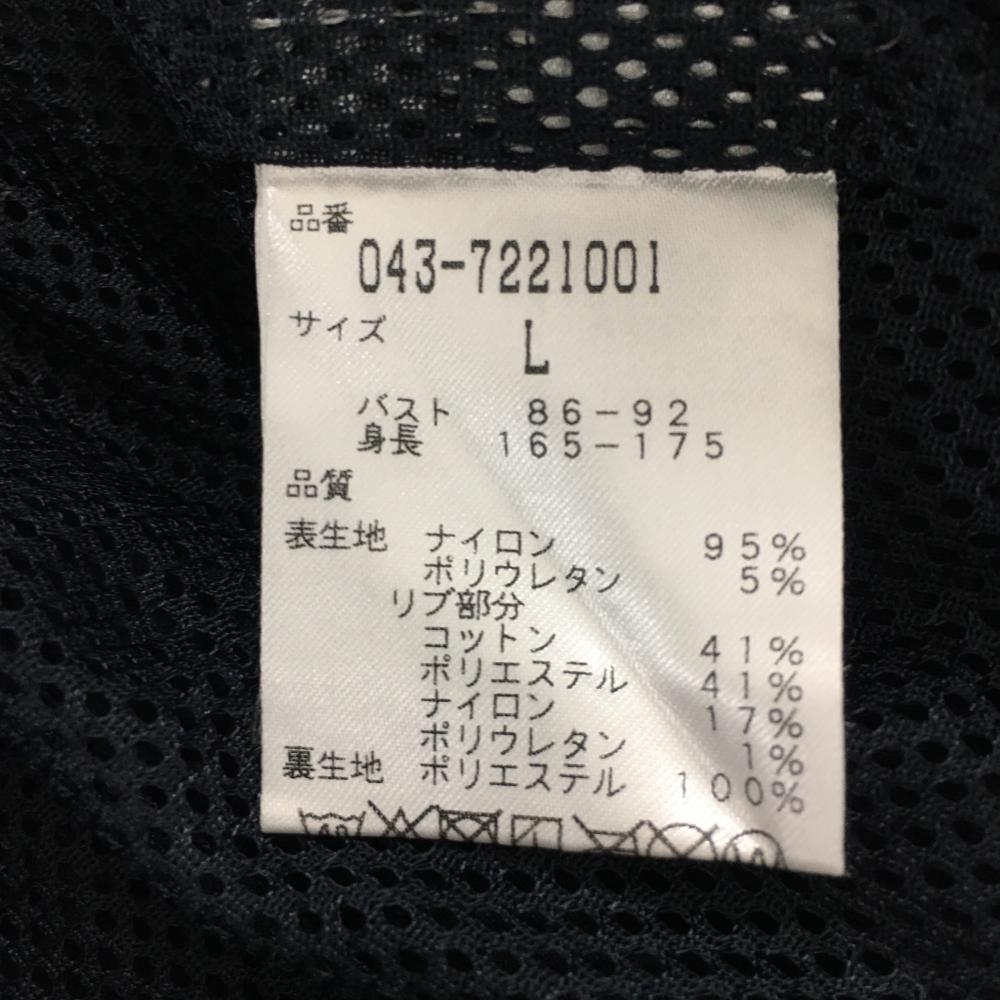 品番
043-7221001
サイズ L
バスト 86-92
身長 165-175
品質
表生地 ナイロン 95%
ポリウレタン 5%
リブ部分
コットン 41%
ポリエステル 41%
ナイロン 17%
ポリウレタン 1%
裏生地 ポリエステル 100%